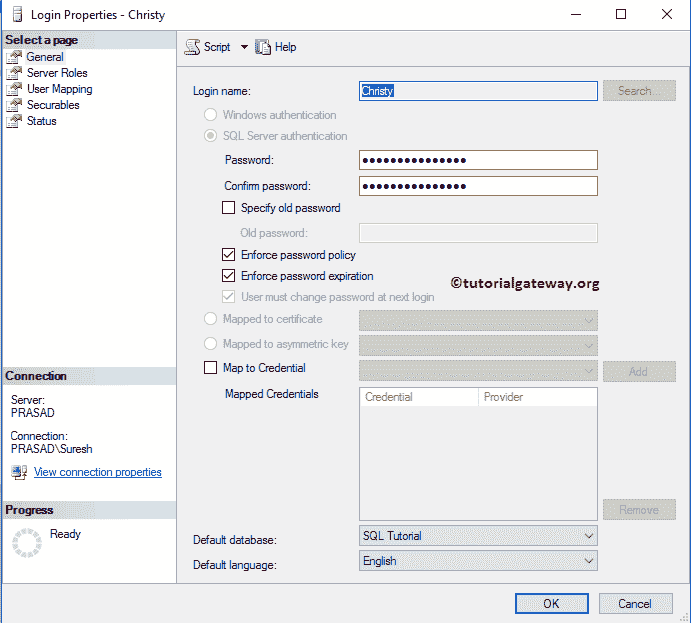 Login Properties - Christy
Select a page
General
Server Roles
User Mapping
Securables
Status
Connection
Server:
PRASAD
Connection:
PRASAD\Suresh
View connection properties
Progress
Ready
Script
Help
Login name:
Christy
Search...
Windows authentication
SQL Server authentication
Password:
●●●●●●●●●●●●●●●
Confirm password:
●●●●●●●●●●●●●●●
Specify old password
Old password:
Enforce password policy
Enforce password expiration
©tutorialgateway.org
User must change password at next login
Mapped to certificate
Mapped to asymmetric key
Map to Credential
Add
Mapped Credentials
Credential Provider
Remove
Default database:
SQL Tutorial
Default language:
English
OK
Cancel